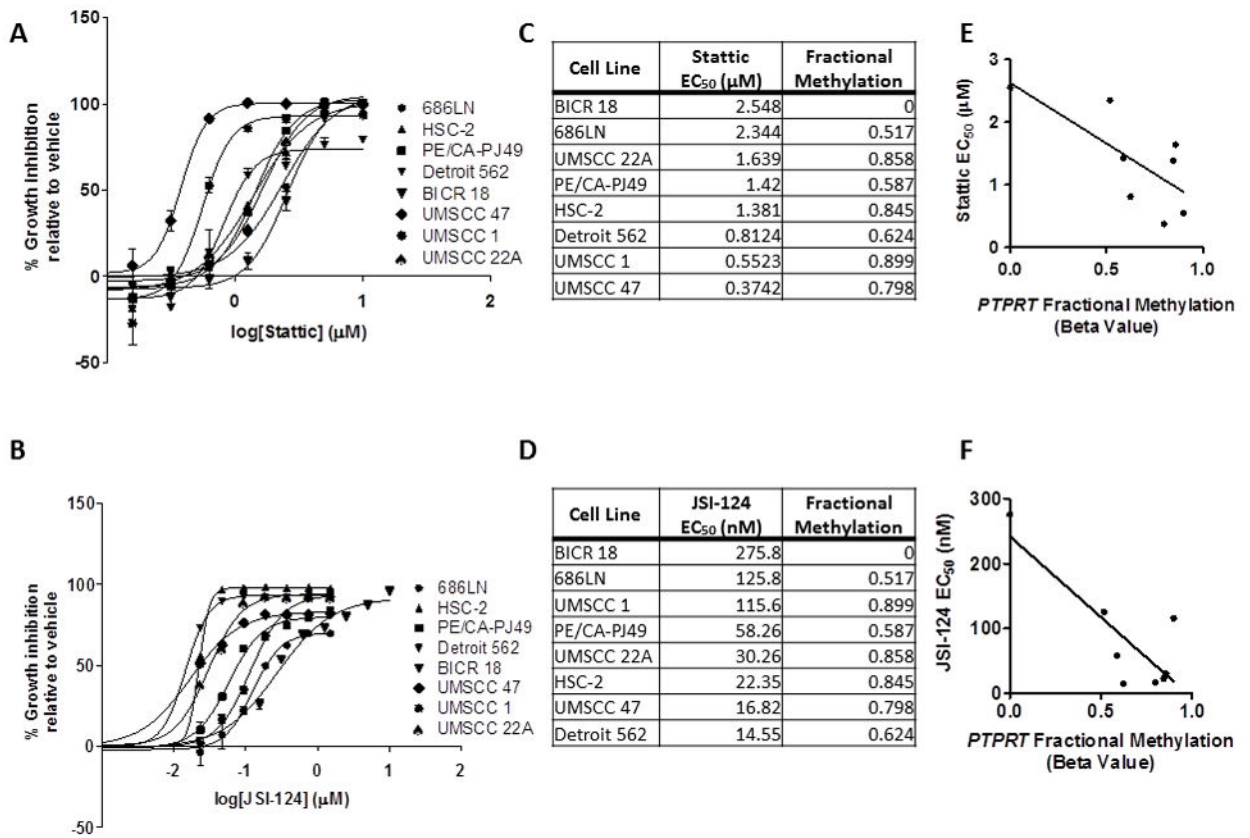 A
150
100
50
0
-50
% Growth Inhibition
relative to vehicle
0
1
2
log[Stattic] (μM)
686LN
HSC-2
PE/CA-PJ49
Detroit 562
BICR 18
UMSCC 47
UMSCC 1
UMSCC 22A
C
Cell Line Stattic EC50 (μM) Fractional Methylation
BICR 18 2.548 0
686LN 2.344 0.517
UMSCC 22A 1.639 0.858
PE/CA-PJ49 1.42 0.587
HSC-2 1.381 0.845
Detroit 562 0.8124 0.624
UMSCC 1 0.5523 0.899
UMSCC 47 0.3742 0.798
E
3
2
1
0
Stattic EC50 (μM)
0.0 0.5 1.0
PTPRT Fractional Methylation
(Beta Value)
B
150
100
50
0
-50
% Growth inhibition
relative to vehicle
-2 -1 0 1 2
log[JSI-124] (μM)
686LN
HSC-2
PE/CA-PJ49
Detroit 562
BICR 18
UMSCC 47
UMSCC 1
UMSCC 22A
D
Cell Line JSI-124 EC50 (nM) Fractional Methylation
BICR 18 275.8 0
686LN 125.8 0.517
UMSCC 1 115.6 0.899
PE/CA-PJ49 58.26 0.587
UMSCC 22A 30.26 0.858
HSC-2 22.35 0.845
UMSCC 47 16.82 0.798
Detroit 562 14.55 0.624
F
300
200
100
0
JSI-124 EC50 (nM)
0.0 0.5 1.0
PTPRT Fractional Methylation
(Beta Value)